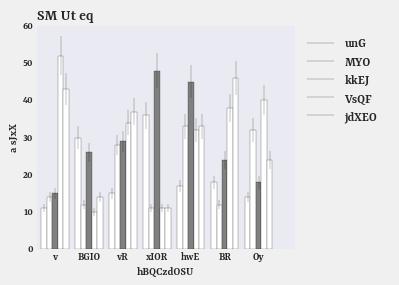 SM Ut eq
60
50
40
30
20
10
0
a sJxX
v BGIO vR xIOR hwE BR Oy
hBQCzdOSU
unG
MYO
kkEJ
VsQF
jdXEO